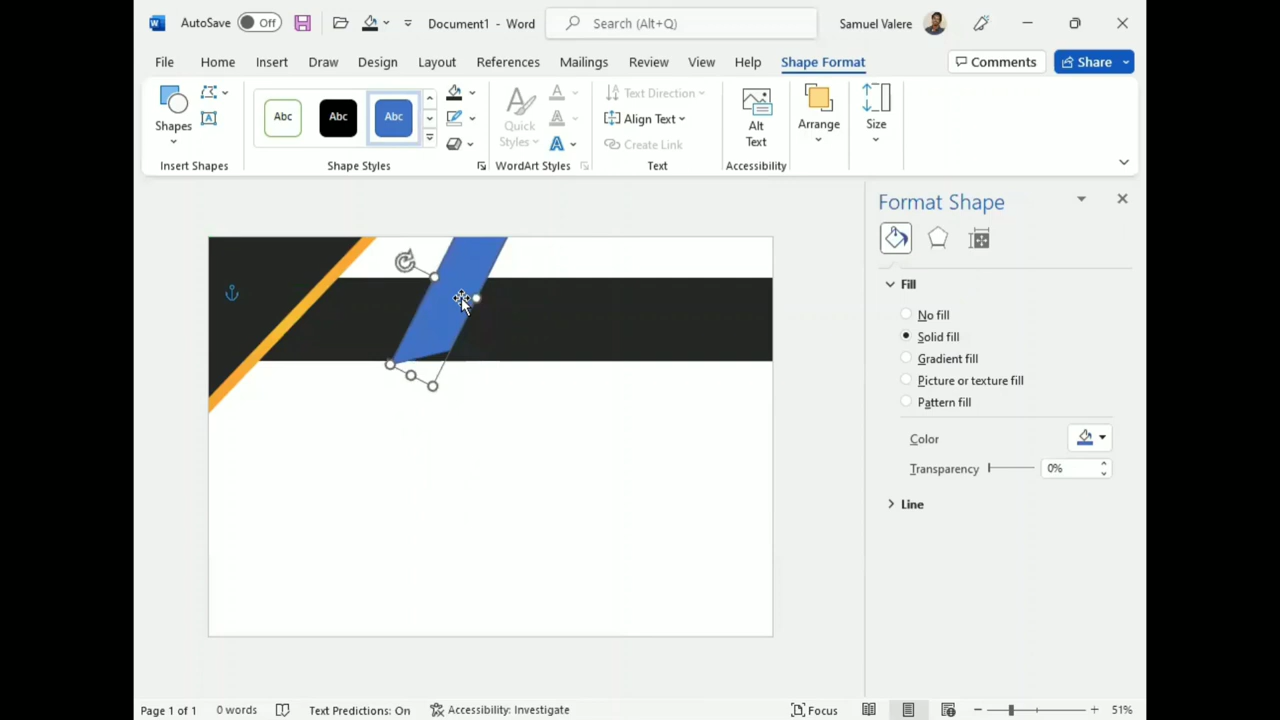 AutoSave Off Document1 - Word Search (Alt+Q) Samuel Valere
File Home Insert Draw Design Layout References Mailings Review View Help Shape Format Comments Share
Shapes
Abc Abc Abc
Quick
Styles
Text Direction
Align Text
Create Link
Alt
Text
Arrange
Size
Insert Shapes Shape Styles WordArt Styles Text Accessibility
Format Shape
Fill
No fill
Solid fill
Gradient fill
Picture or texture fill
Pattern fill
Color
Transparency 0%
Line
Page 1 of 1 0 words Text Predictions: On Accessibility: Investigate Focus 51%